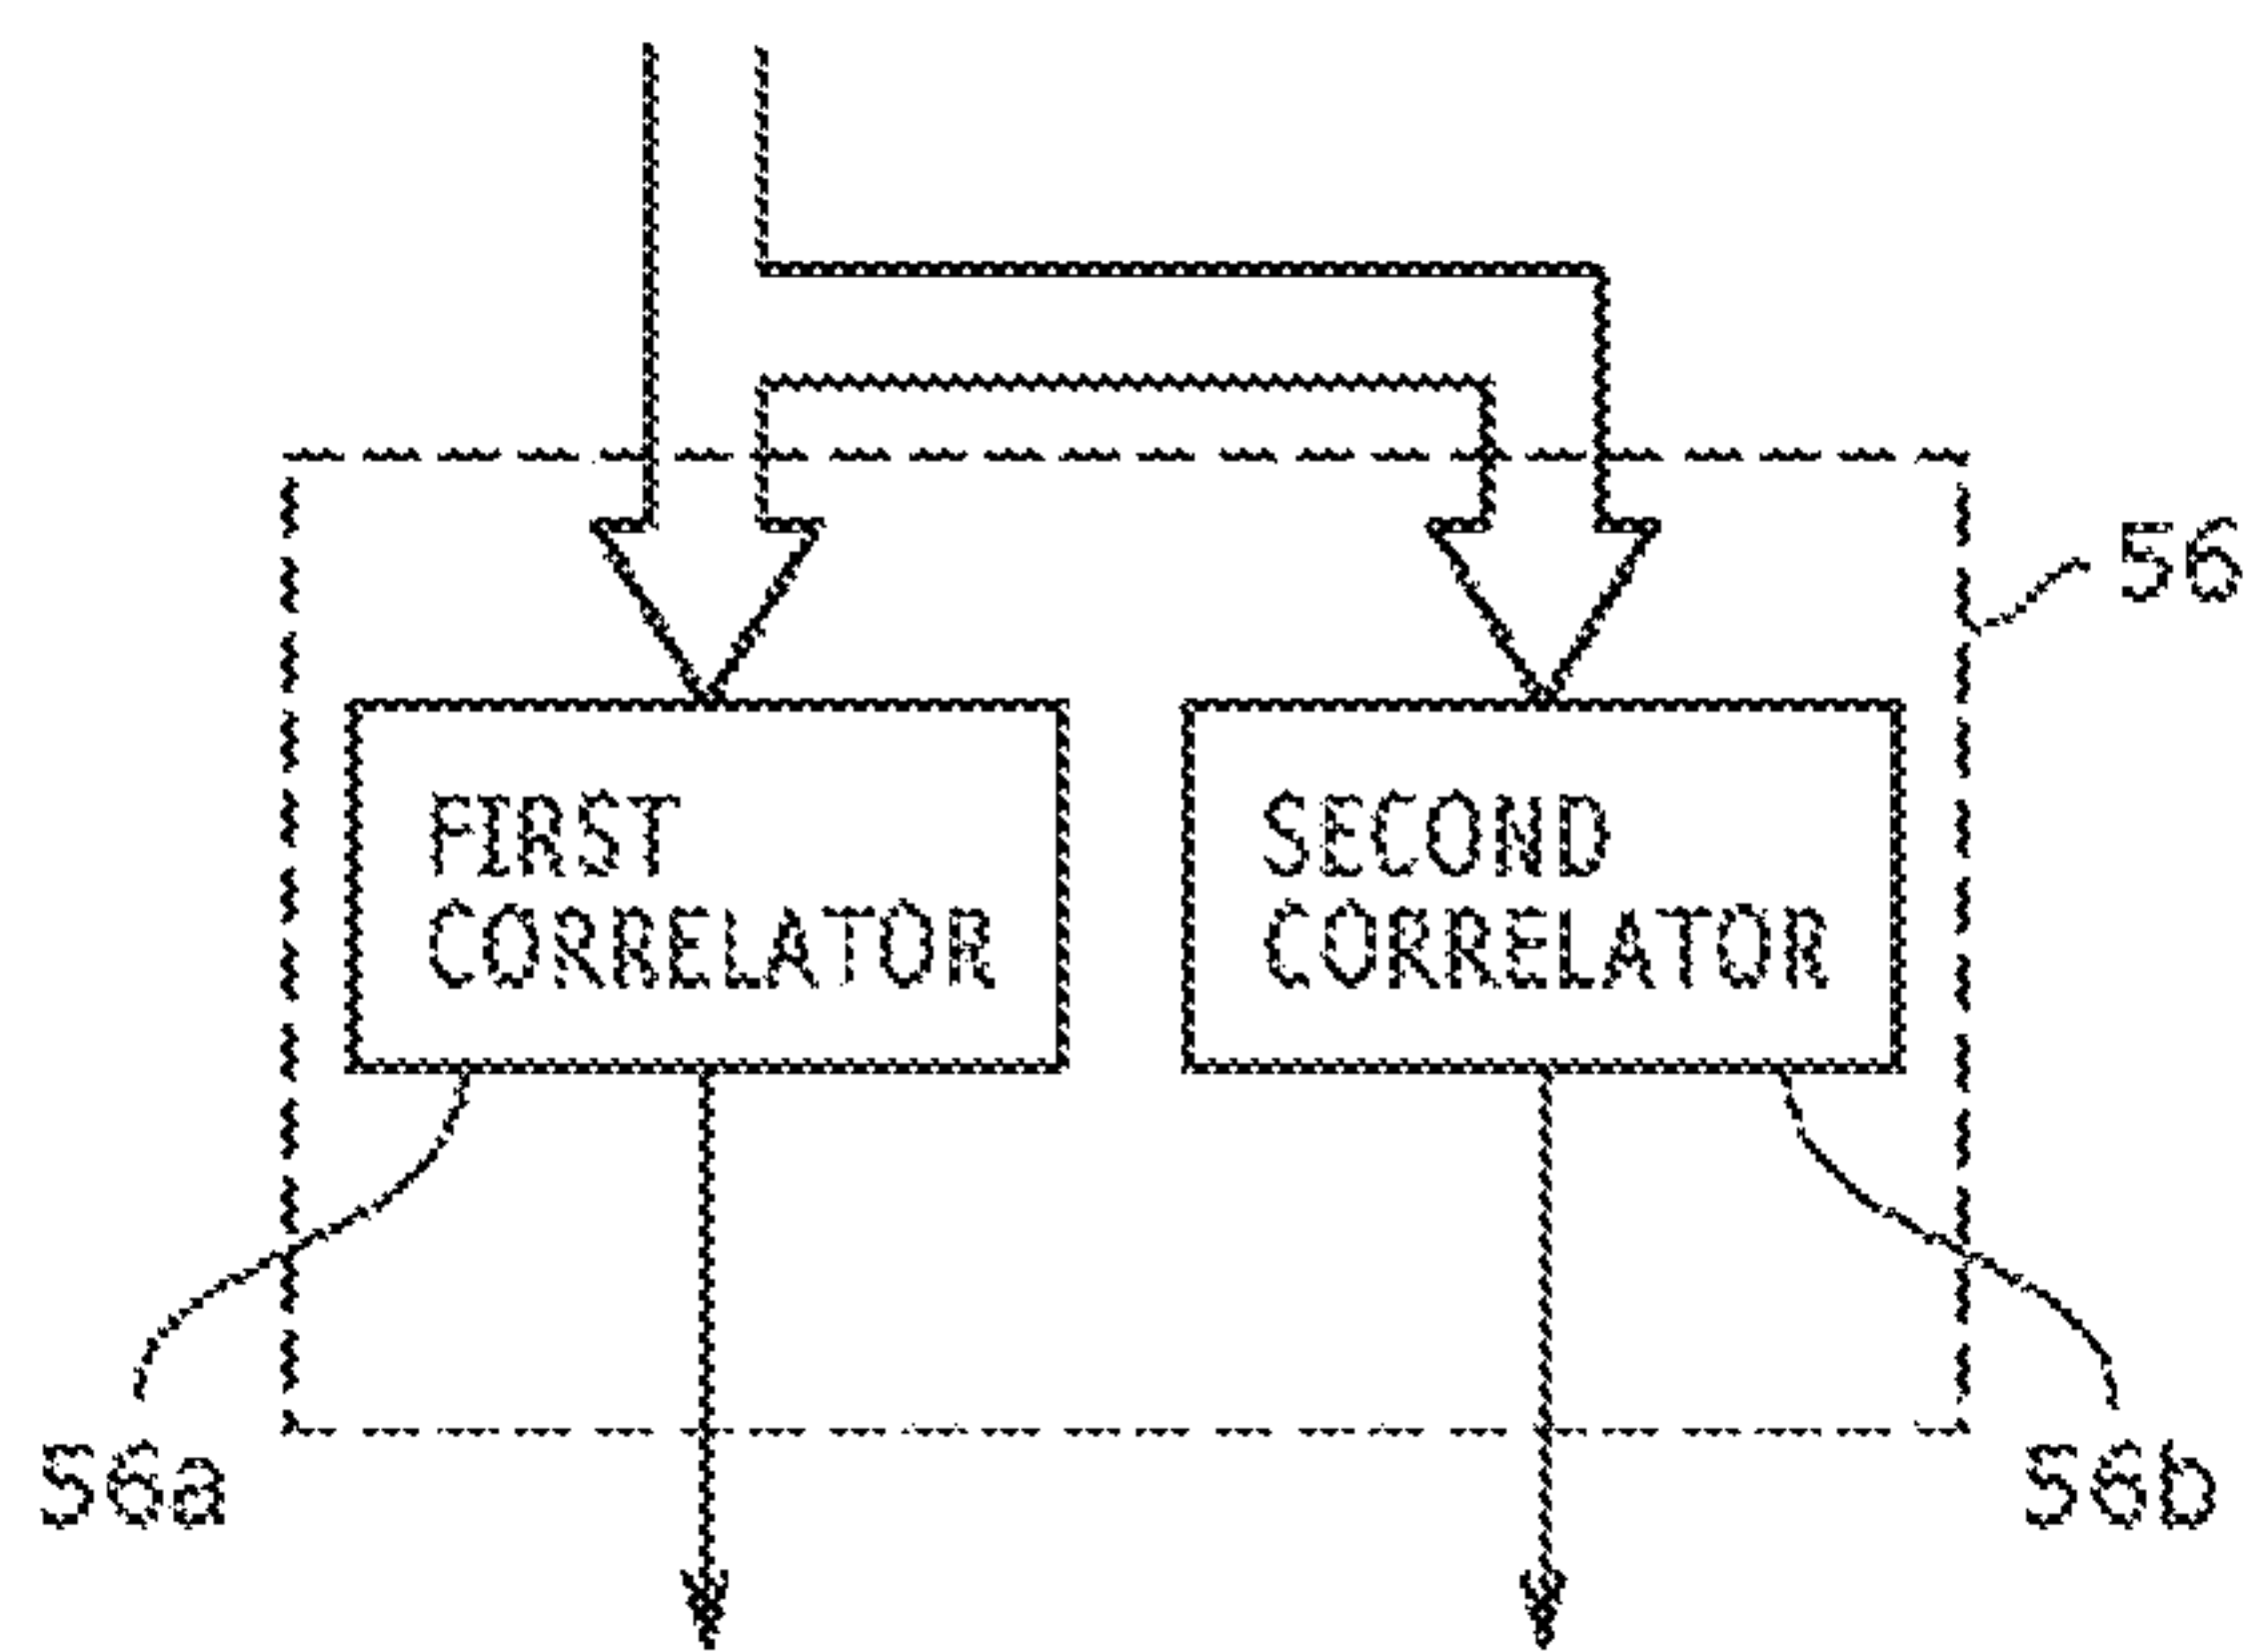 56
FIRST
CORRELATOR
SECOND
CORRELATOR
56a
56b